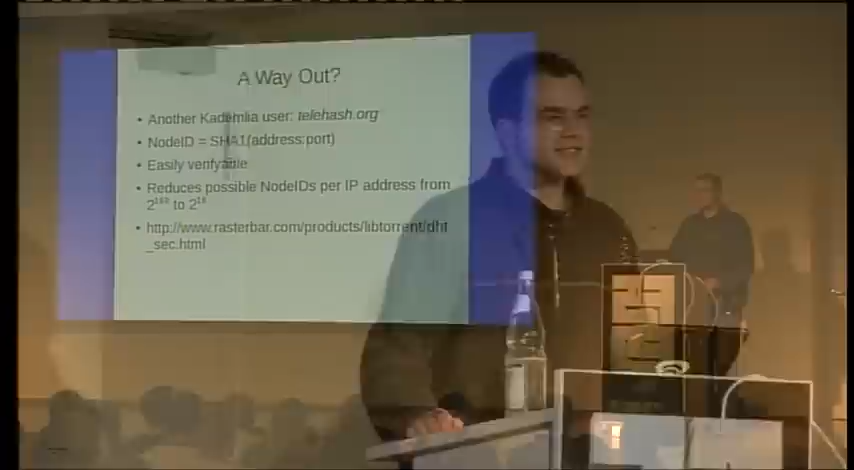 A Way Out?
• Another Kademlia user: telehash.org
• NodeID = SHA1(address:port)
• Easily verifyable
• Reduces possible NodeIDs per IP address from
2¹⁶⁰ to 2¹⁶
• http://www.rasterbar.com/products/libtorrent/dht
_sec.html